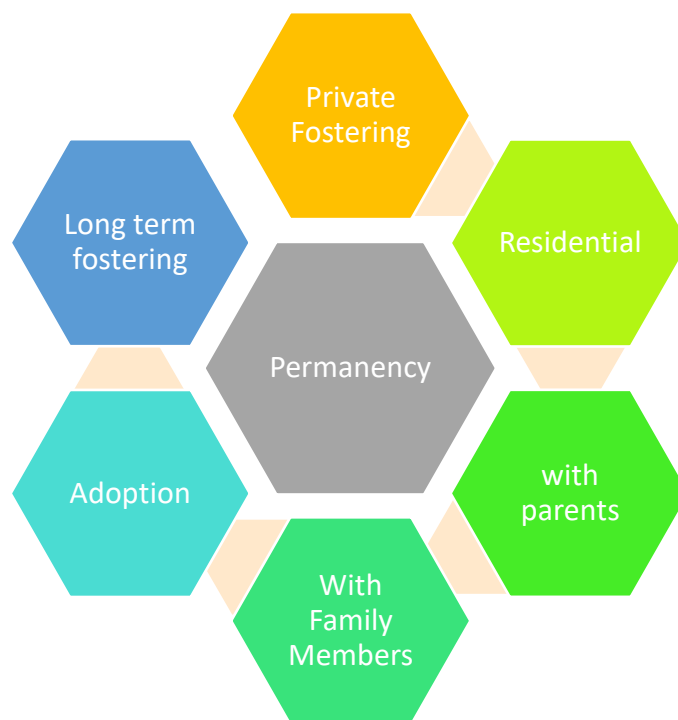 Private
Fostering
Long term
fostering
Residential
Permanency
Adoption
with
parents
With
Family
Members